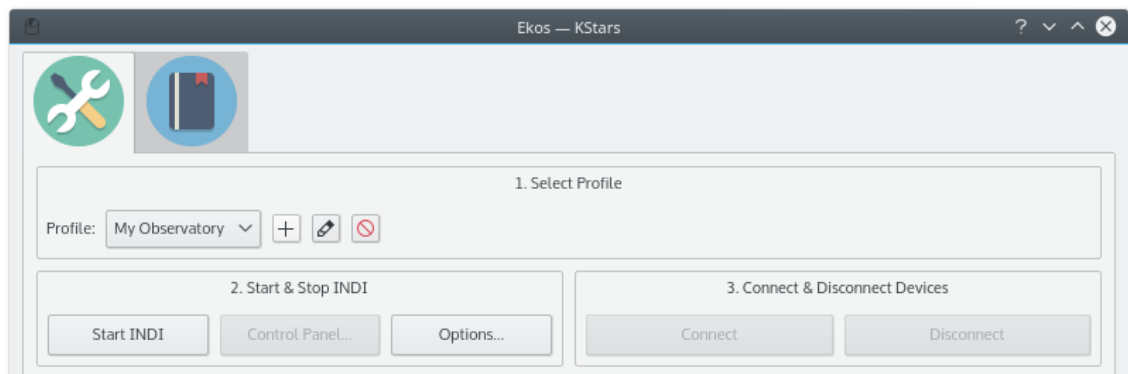 Ekos — KStars
1. Select Profile
Profile: My Observatory
2. Start & Stop INDI
3. Connect & Disconnect Devices
Start INDI Control Panel... Options...
Connect Disconnect